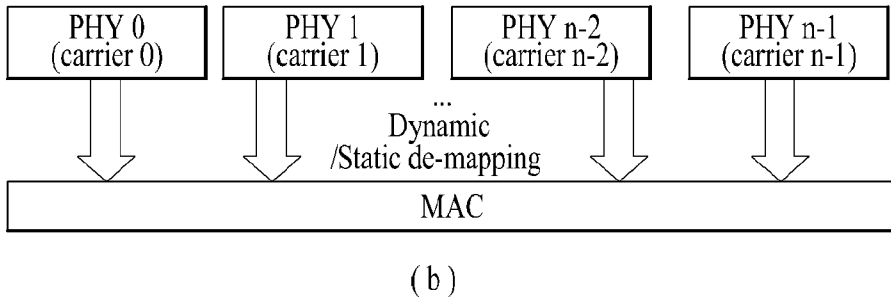 PHY 0
(carrier 0)
PHY 1
(carrier 1)
PHY n-2
(carrier n-2)
PHY n-1
(carrier n-1)
...
Dynamic
/Static de-mapping
MAC
( b )